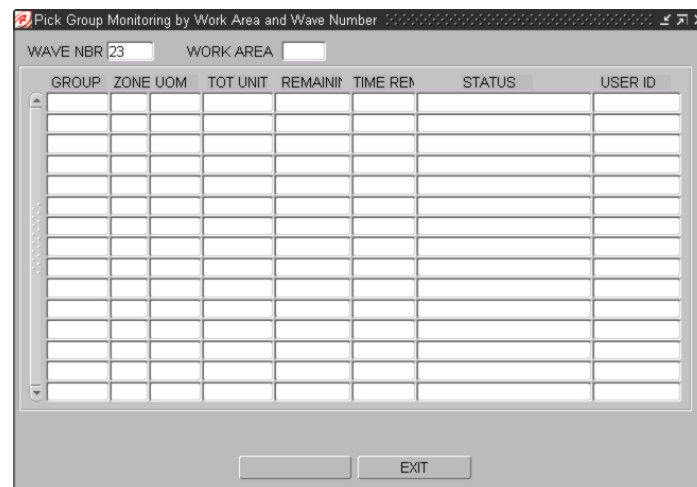 Pick Group Monitoring by Work Area and Wave Number
WAVE NBR 23 WORK AREA
GROUP ZONE UOM TOT UNIT REMAININ TIME REN STATUS USER ID
EXIT